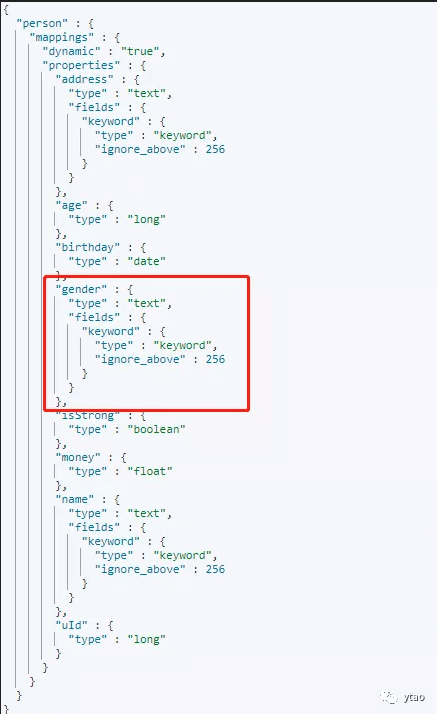 {
  "person" : {
    "mappings" : {
      "dynamic" : "true",
      "properties" : {
        "address" : {
          "type" : "text",
          "fields" : {
            "keyword" : {
              "type" : "keyword",
              "ignore_above" : 256
            }
          }
        },
        "age" : {
          "type" : "long"
        },
        "birthday" : {
          "type" : "date"
        },
        "gender" : {
          "type" : "text",
          "fields" : {
            "keyword" : {
              "type" : "keyword",
              "ignore_above" : 256
            }
          }
        },
        "isStrong" : {
          "type" : "boolean"
        },
        "money" : {
          "type" : "float"
        },
        "name" : {
          "type" : "text",
          "fields" : {
            "keyword" : {
              "type" : "keyword",
              "ignore_above" : 256
            }
          }
        },
        "uId" : {
          "type" : "long"
        }
      }
    }
  }
}
ytao